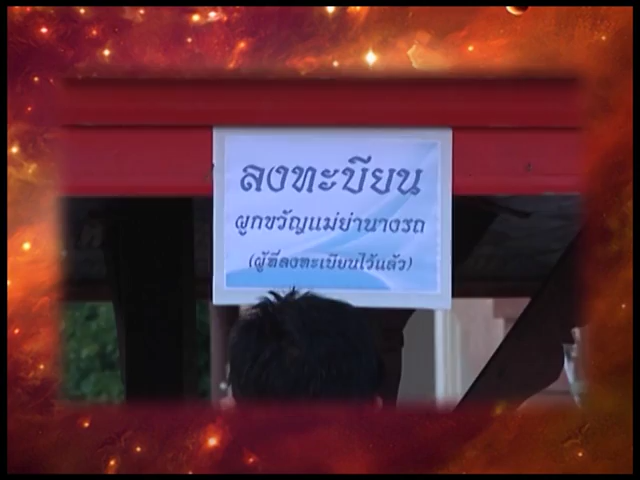 ลงทะบียน
ผูกขวัญแม่ย่านางรถ
(ผู้ที่ลงทะเบียนไว้แล้ว)